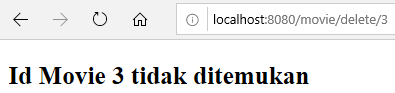 localhost:8080/movie/delete/3
Id Movie 3 tidak ditemukan